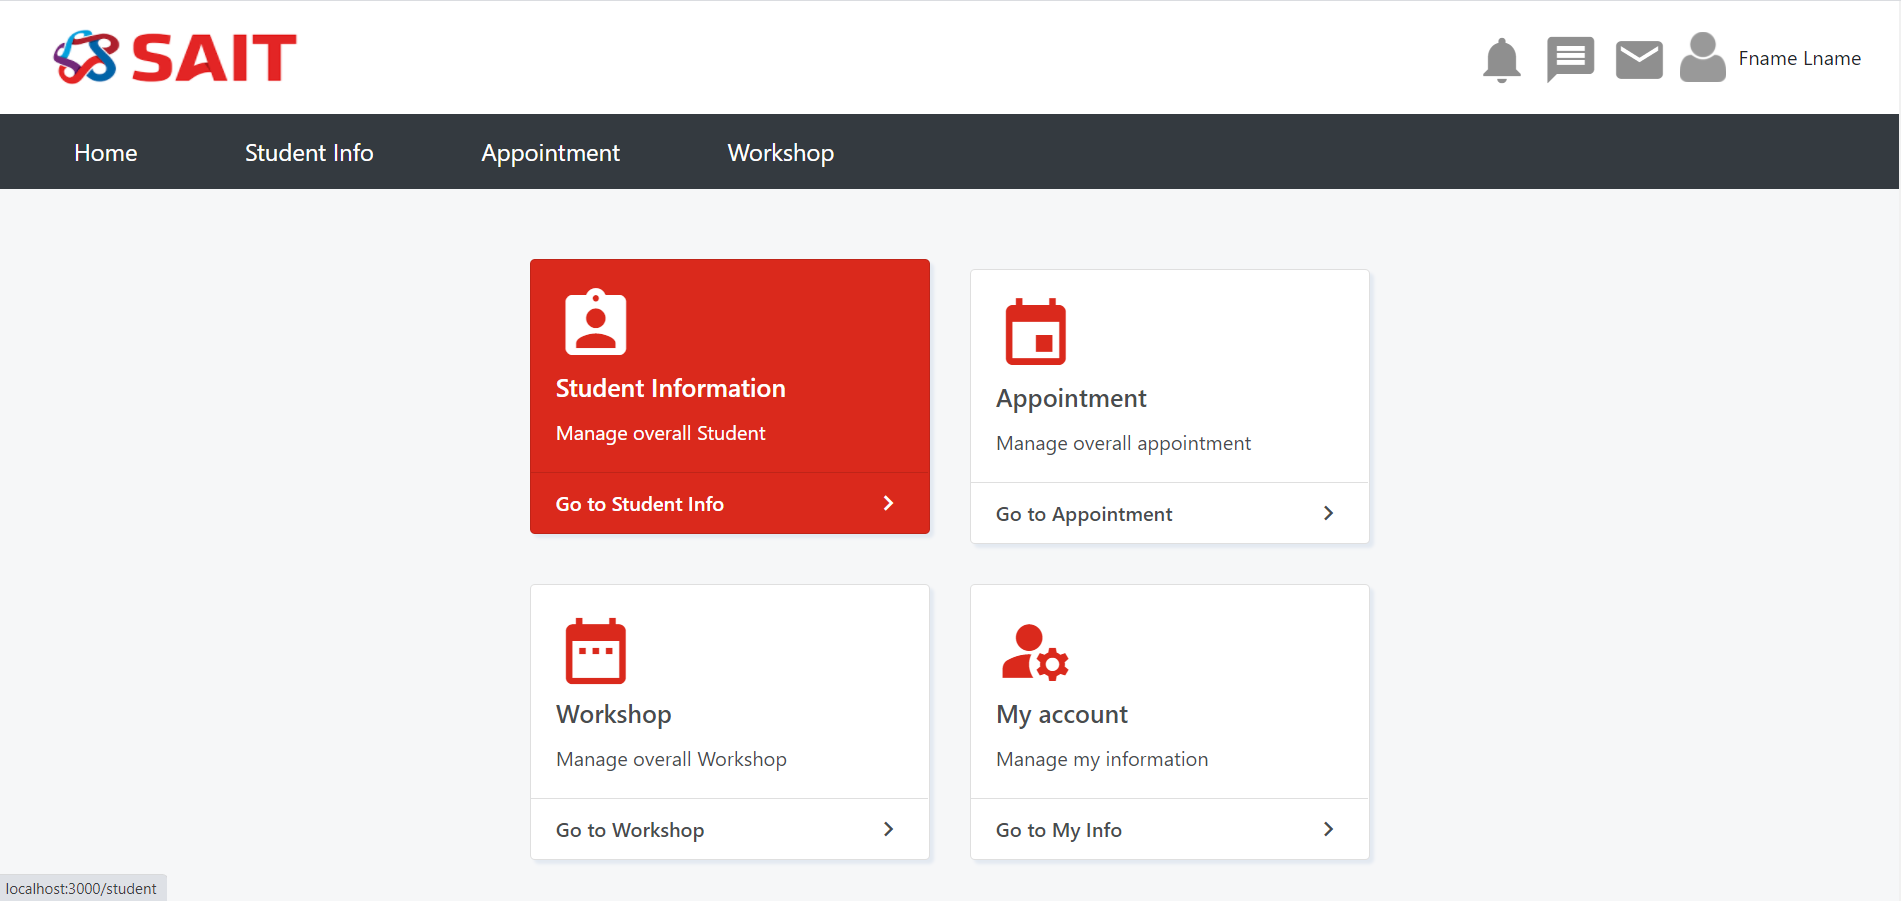 SAIT
Fname Lname
Home Student Info Appointment Workshop
Student Information
Manage overall Student
Go to Student Info
Appointment
Manage overall appointment
Go to Appointment
Workshop
Manage overall Workshop
Go to Workshop
My account
Manage my information
Go to My Info
localhost:3000/student